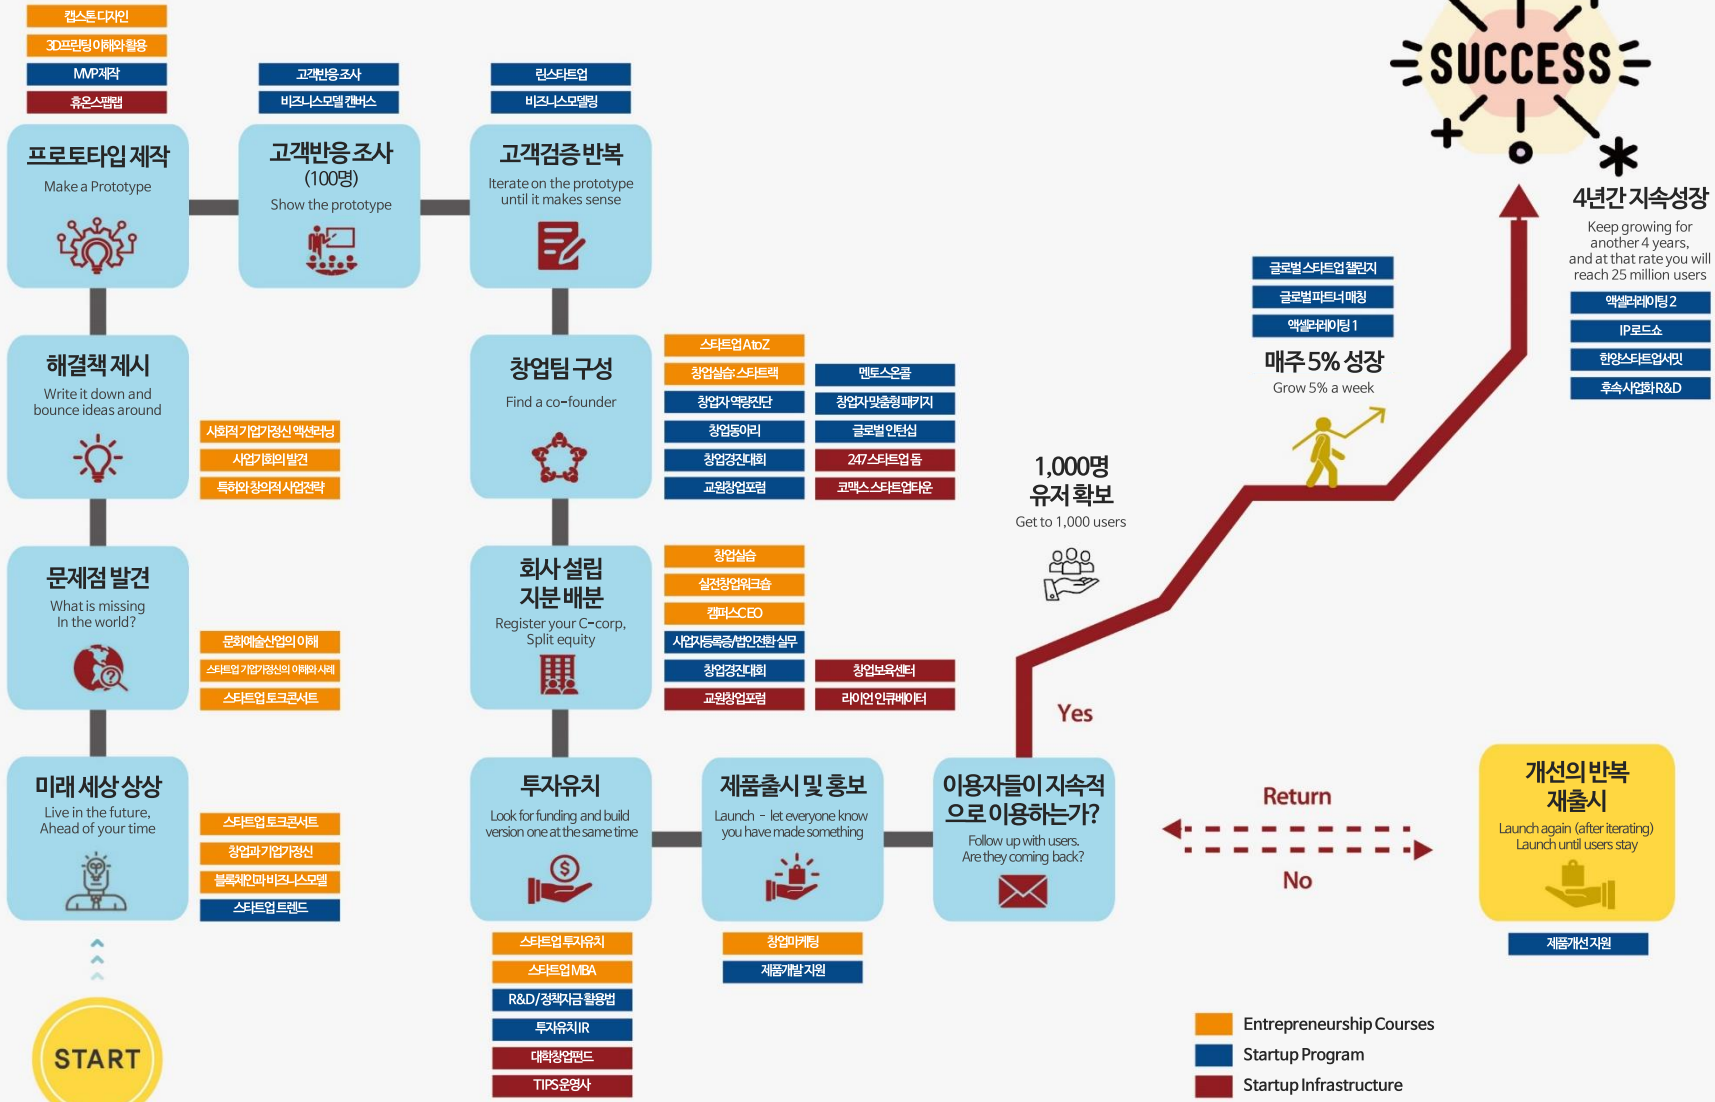 캡스톤 디자인
3D프린팅 이해와 활용
MVP제작
휴온스팹랩
프로토타입 제작
Make a Prototype
고객반응 조사
비즈니스모델 캔버스
고객반응 조사
(100명)
Show the prototype
린스타트업
비즈니스모델링
고객검증 반복
Iterate on the prototype
until it makes sense
해결책 제시
Write it down and
bounce ideas around
사회적 기업가정신 액션러닝
사업기회의 발견
특허와 창의적 사업전략
문제점 발견
What is missing
In the world?
문화예술산업의 이해
스타트업 기업가정신의 이해와 사례
스타트업 토크콘서트
미래 세상 상상
Live in the future,
Ahead of your time
스타트업 토크콘서트
창업과 기업가정신
블록체인과 비즈니스모델
스타트업 트렌드
START
창업팀 구성
Find a co-founder
스타트업 AtoZ
창업실습: 스타트랙
창업자 역량진단
창업동아리
창업경진대회
교원창업포럼
멘토스온콜
창업자 맞춤형 패키지
글로벌 인턴십
247 스타트업 돔
코맥스 스타트업타운
회사 설립
지분 배분
Register your C-corp,
Split equity
창업실습
실전창업워크숍
캠퍼스CEO
사업자등록증/법인전환 실무
창업경진대회
교원창업포럼
창업보육센터
라이언 인큐베이터
투자유치
Look for funding and build
version one at the same time
스타트업 투자유치
스타트업 MBA
R&D / 정책자금 활용법
투자유치 IR
대학창업펀드
TIPS 운영사
제품출시 및 홍보
Launch - let everyone know
you have made something
창업마케팅
제품개발 지원
이용자들이 지속적
으로 이용하는가?
Follow up with users.
Are they coming back?
Yes
Return
No
개선의 반복
재출시
Launch again (after iterating)
Launch until users stay
제품개선 지원
1,000명
유저 확보
Get to 1,000 users
글로벌 스타트업 챌린지
글로벌 파트너 매칭
액셀러레이팅 1
매주 5% 성장
Grow 5% a week
SUCCESS
4년간 지속성장
Keep growing for
another 4 years,
and at that rate you will
reach 25 million users
액셀러레이팅 2
IP로드쇼
한양스타트업서밋
후속 사업화 R&D
Entrepreneurship Courses
Startup Program
Startup Infrastructure